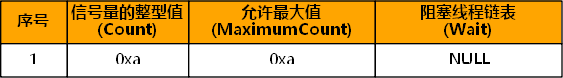 序号 信号量的整型值 允许最大值 阻塞线程链表
(Count) (MaximumCount) (Wait)
1 0xa 0xa NULL